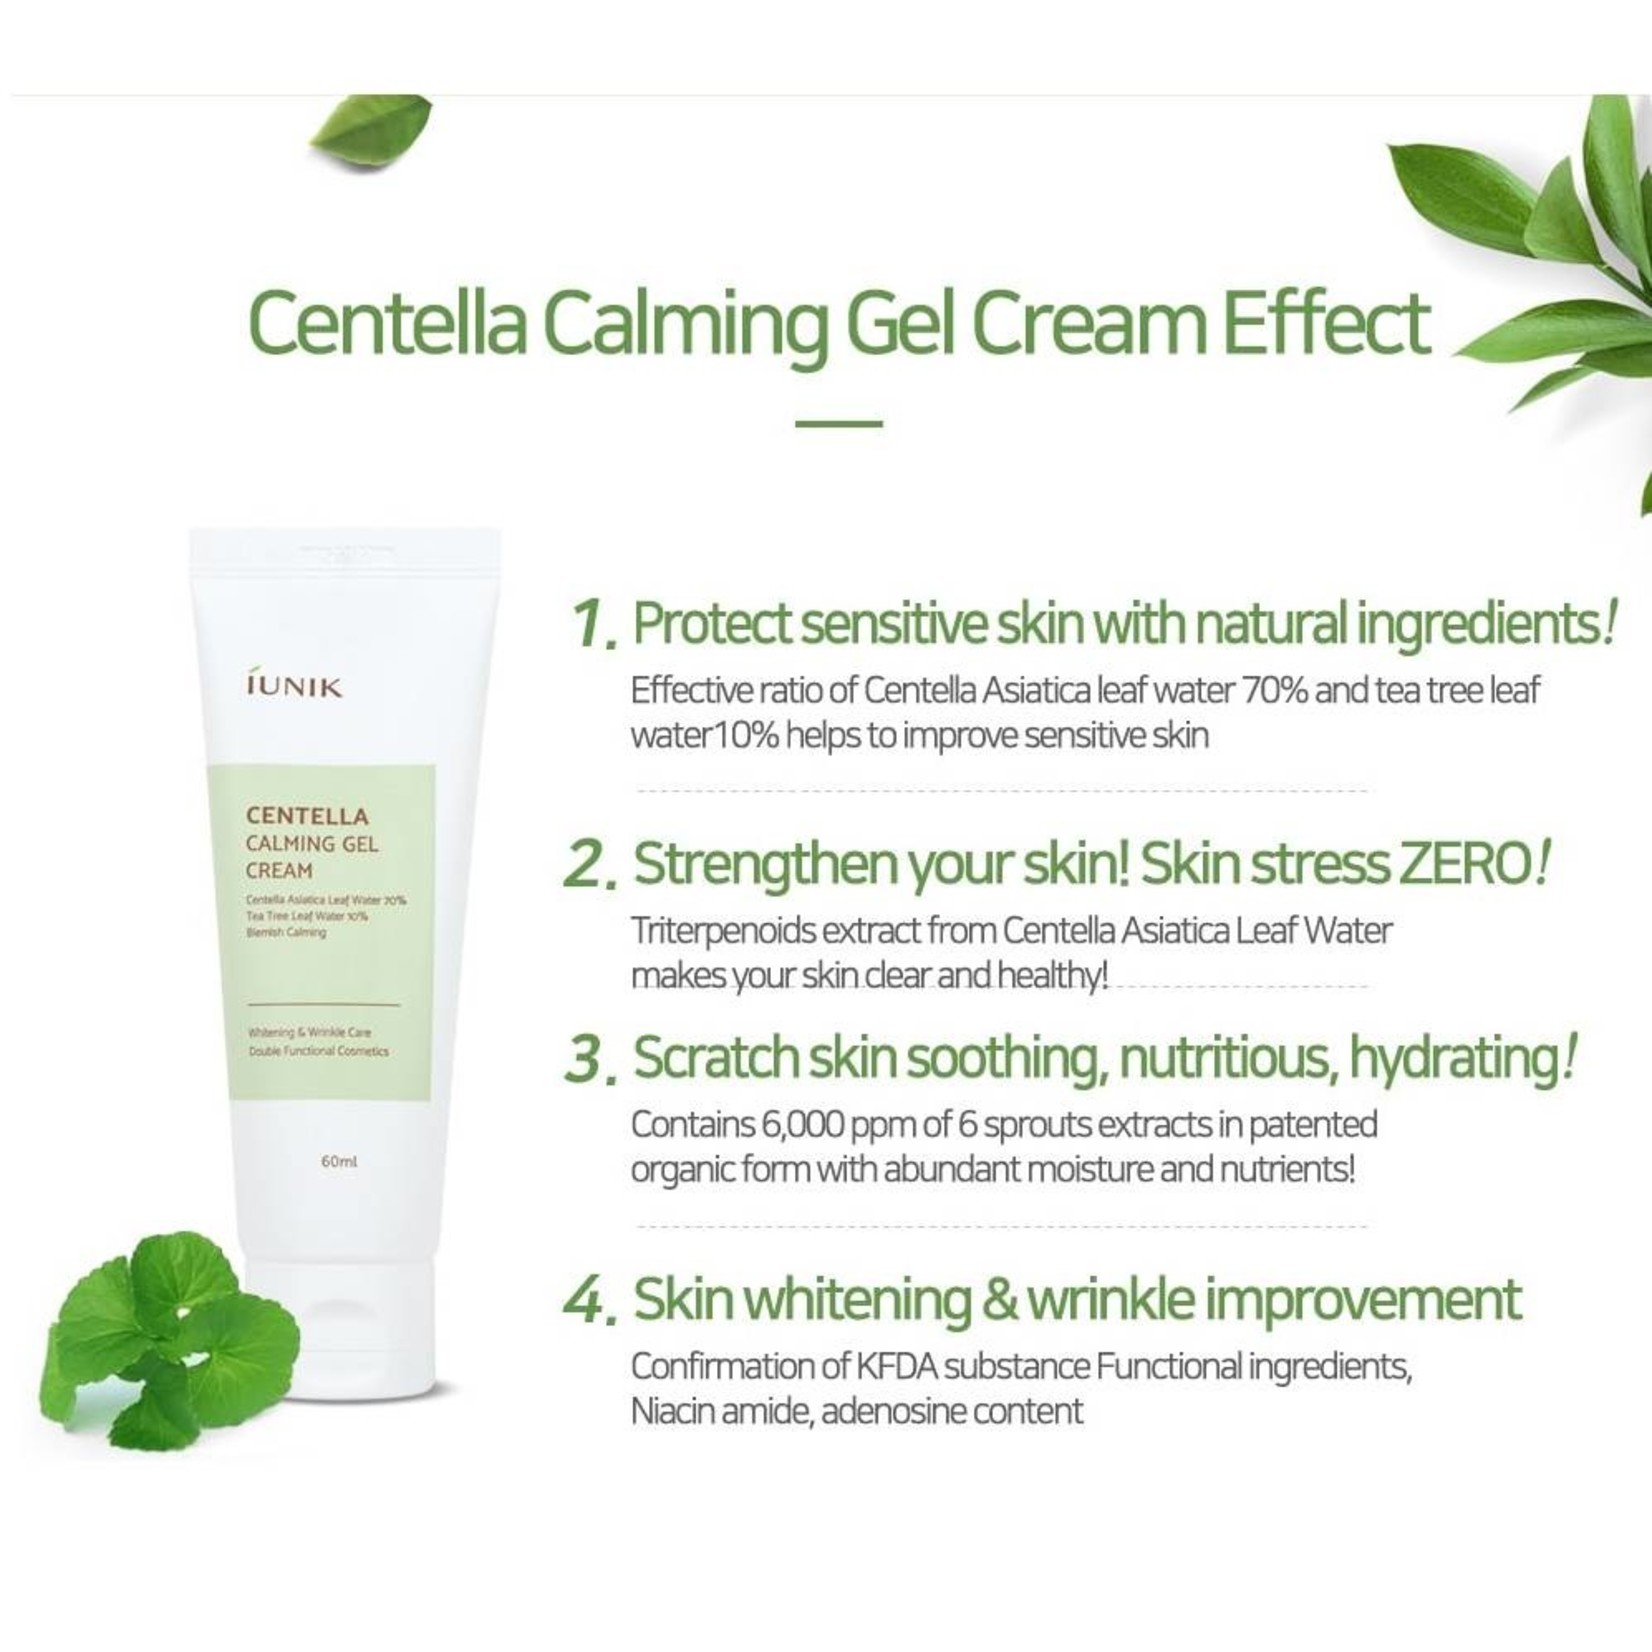 Centella Calming Gel Cream Effect
íUNIK
CENTELLA
CALMING GEL
CREAM
Centella Asiatica Leaf Water 70%
Tea Tree Leaf Water 10%
Blemish Calming
Whitening & Wrinkle Care
Double Functional Cosmetics
60ml
1. Protect sensitive skin with natural ingredients!
Effective ratio of Centella Asiatica leaf water 70% and tea tree leaf
water10% helps to improve sensitive skin
2. Strengthen your skin! Skin stress ZERO!
Triterpenoids extract from Centella Asiatica Leaf Water
makes your skin clear and healthy!
3. Scratch skin soothing, nutritious, hydrating!
Contains 6,000 ppm of 6 sprouts extracts in patented
organic form with abundant moisture and nutrients!
4. Skin whitening & wrinkle improvement
Confirmation of KFDA substance Functional ingredients,
Niacin amide, adenosine content